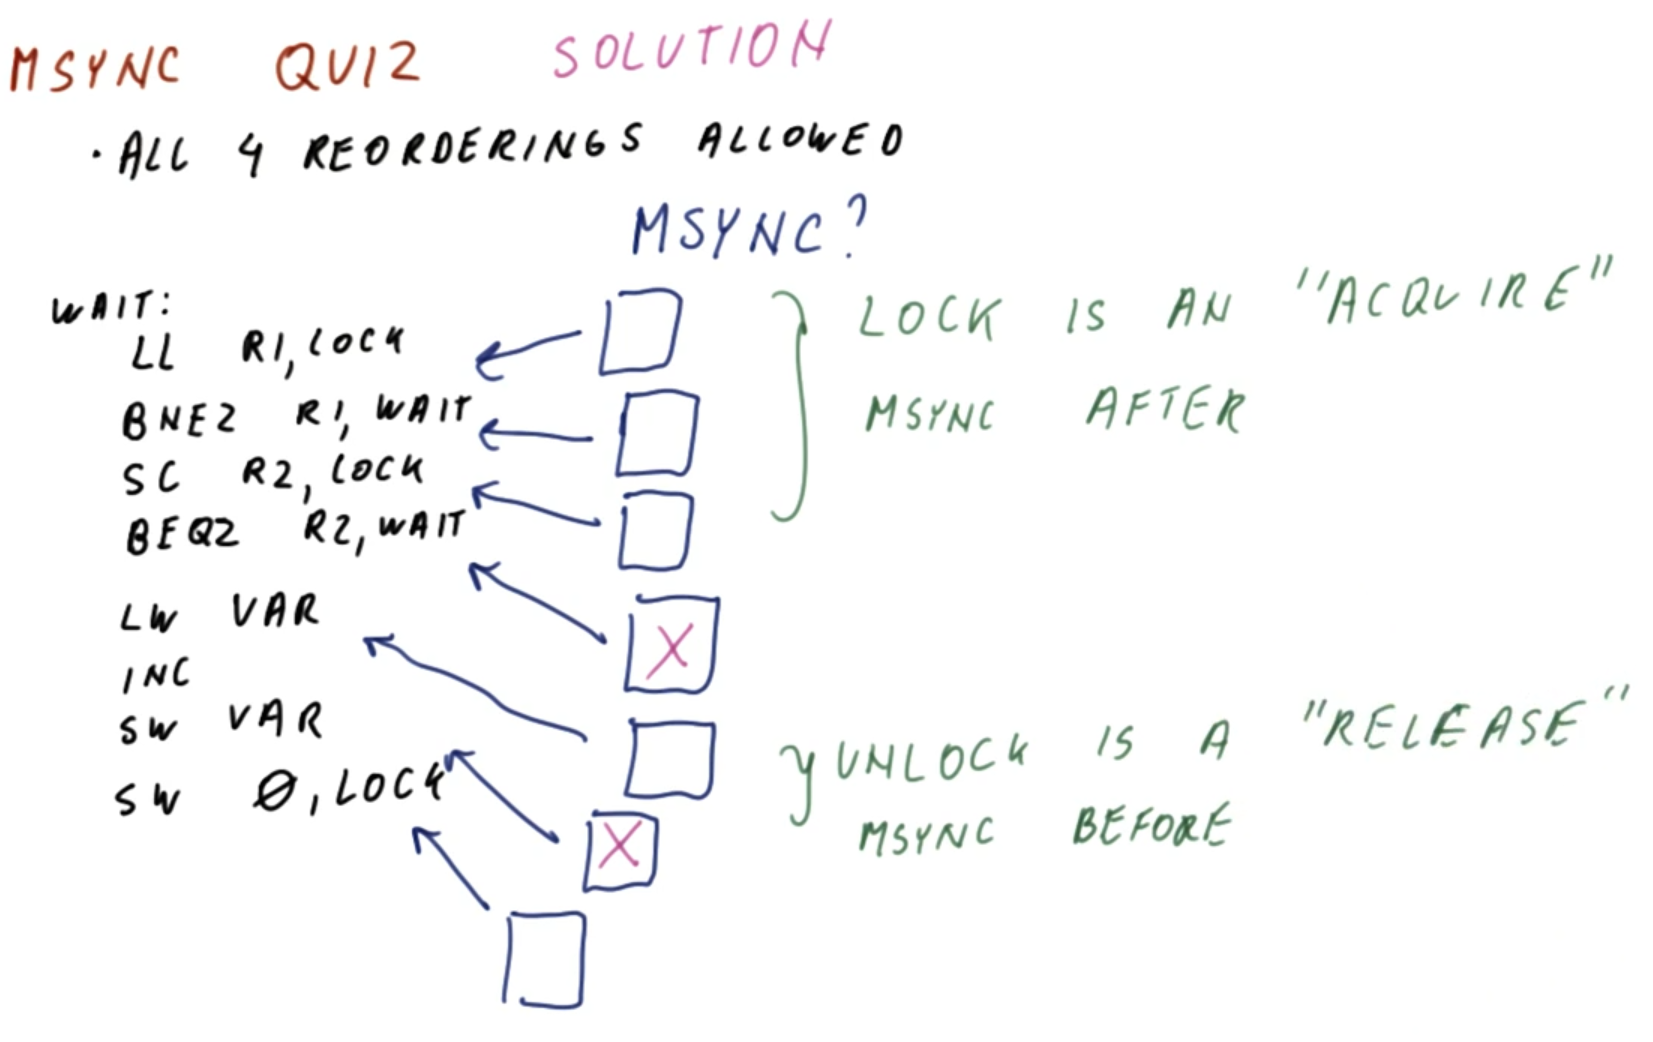 MSYNC QUIZ SOLUTION
· ALL 4 REORDERINGS ALLOWED
MSYNC?
WAIT:
LL R1, LOCK
BNEZ R1, WAIT
SC R2, LOCK
BEQZ R2, WAIT
LW VAR
INC
SW VAR
SW Ø, LOCK
X
X
LOCK IS AN "ACQUIRE"
MSYNC AFTER
UNLOCK IS A "RELEASE"
MSYNC BEFORE